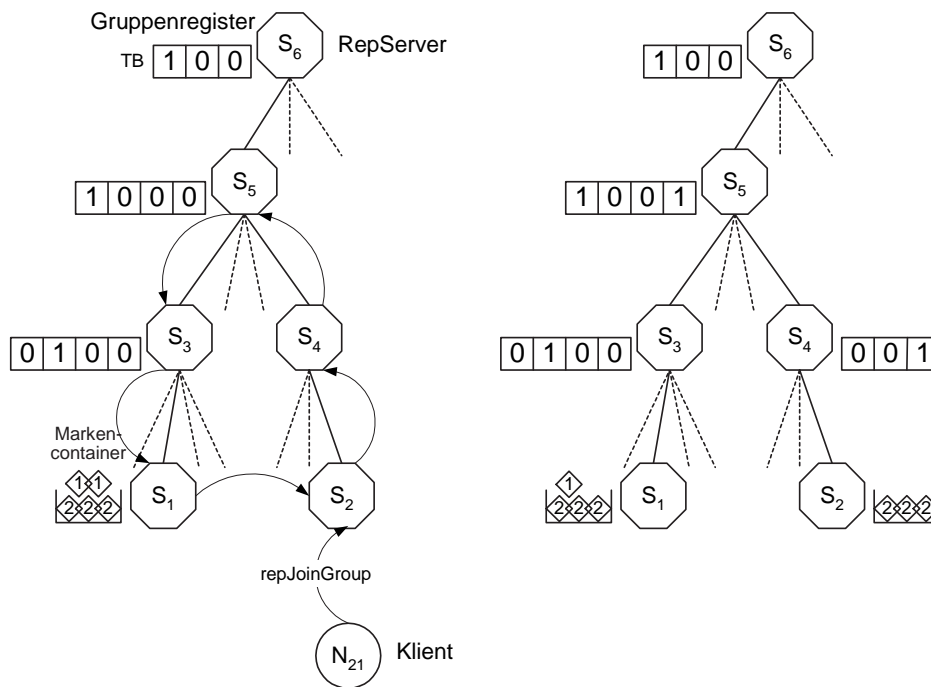 Gruppenregister
S6
RepServer
TB 1 0 0
S6
1 0 0
S5
1 0 0 0
S5
1 0 0 1
S3
S4
0 1 0 0
S3
S4
0 1 0 0
0 0 1
Marken-
container
1 1
2 2 2
S1
S2
1
2 2 2
S1
S2
2 2 2
repJoinGroup
N21
Klient